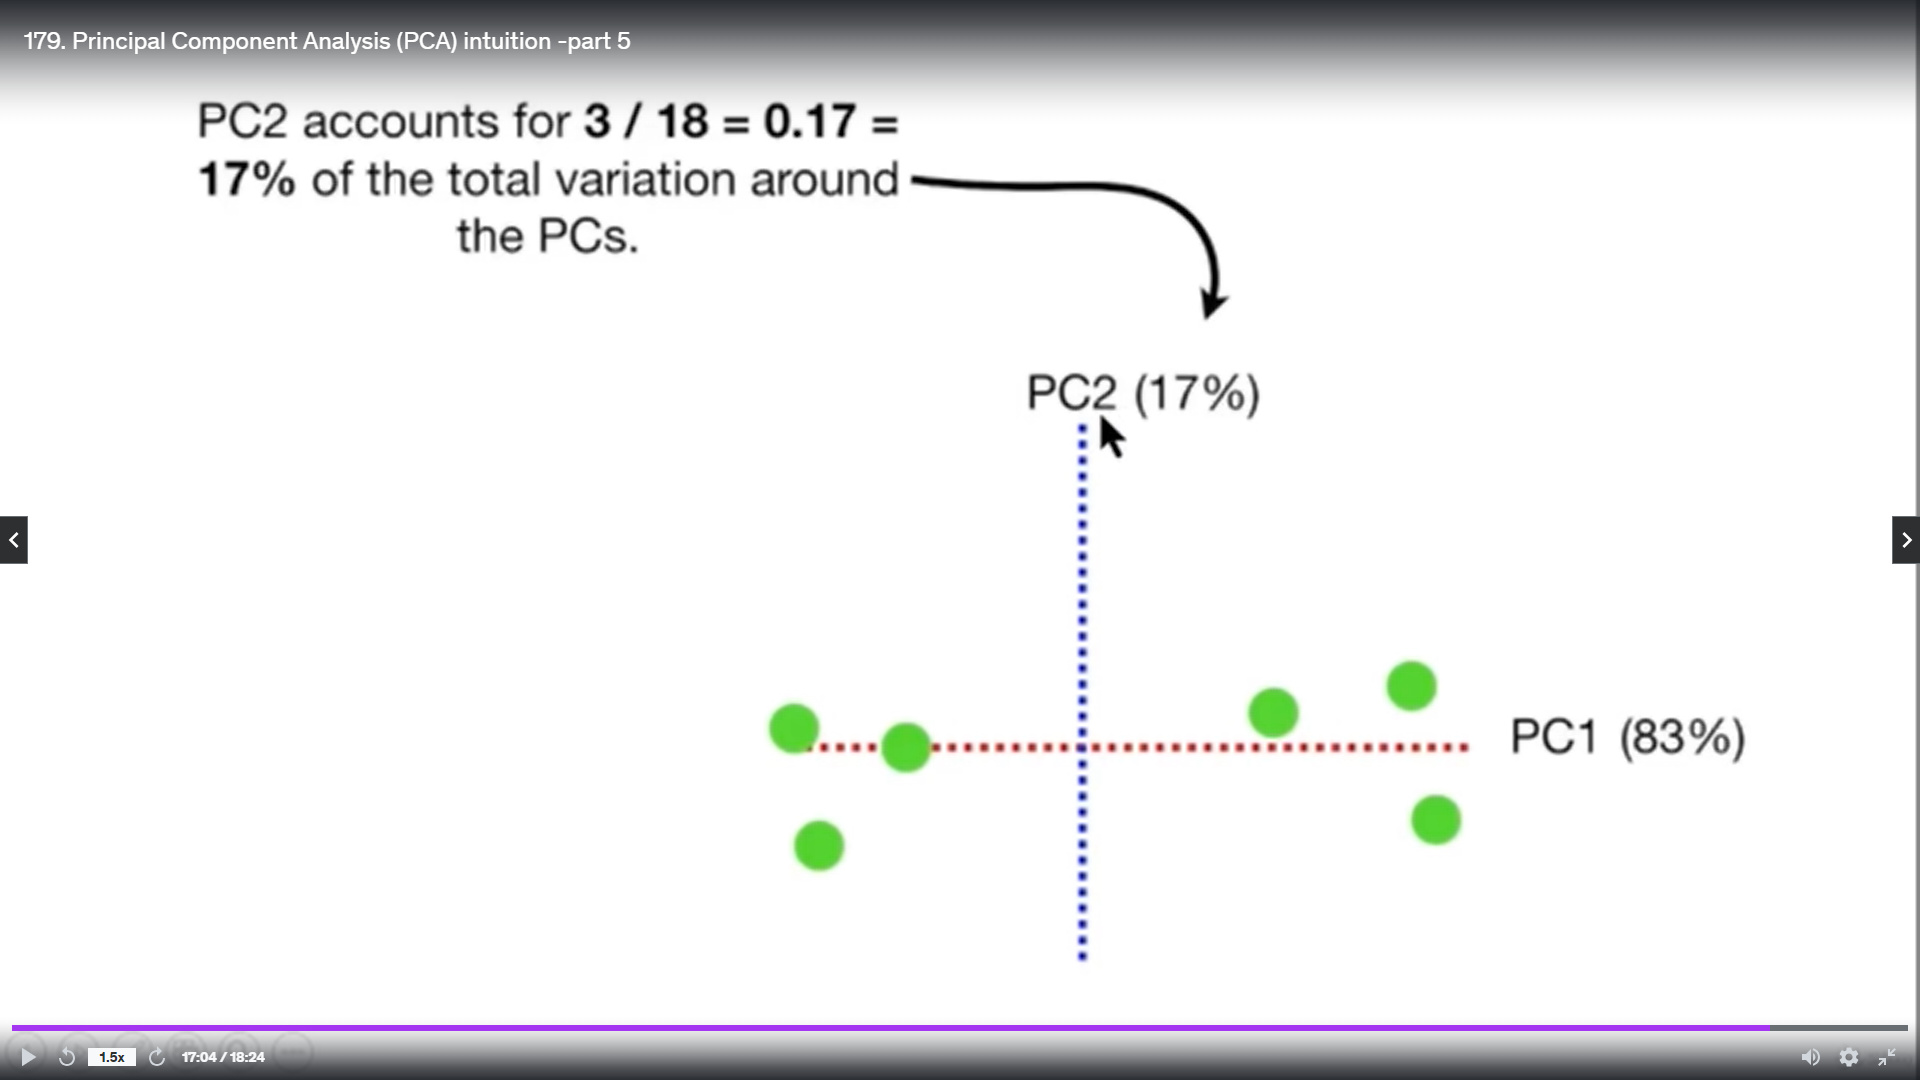 179. Principal Component Analysis (PCA) intuition -part 5
PC2 accounts for 3 / 18 = 0.17 =
17% of the total variation around
the PCs.
PC2 (17%)
PC1 (83%)
1.5x
17:04 / 18:24